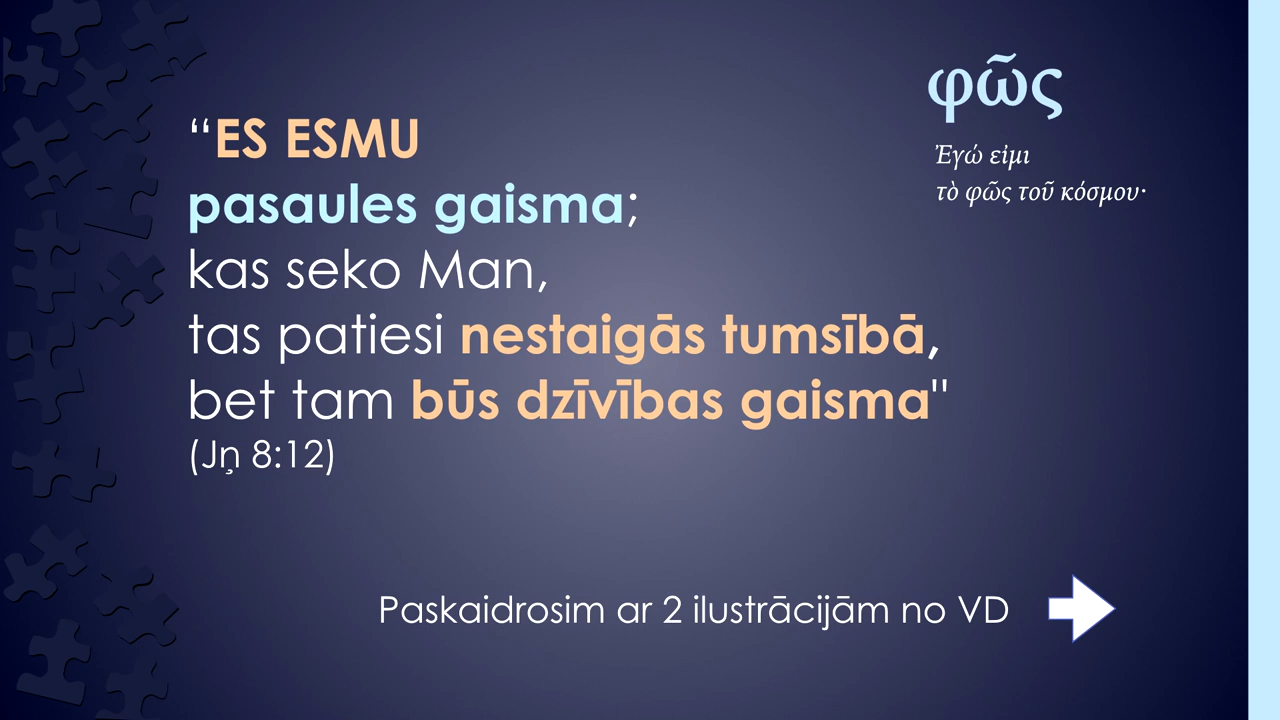 “ES ESMU
pasaules gaisma;
kas seko Man,
tas patiesi nestaigās tumsībā,
bet tam būs dzīvības gaisma"
(Jņ 8:12)
φῶς
Ἐγώ εἰμι
τὸ φῶς τοῦ κόσμου·
Paskaidrosim ar 2 ilustrācijām no VD